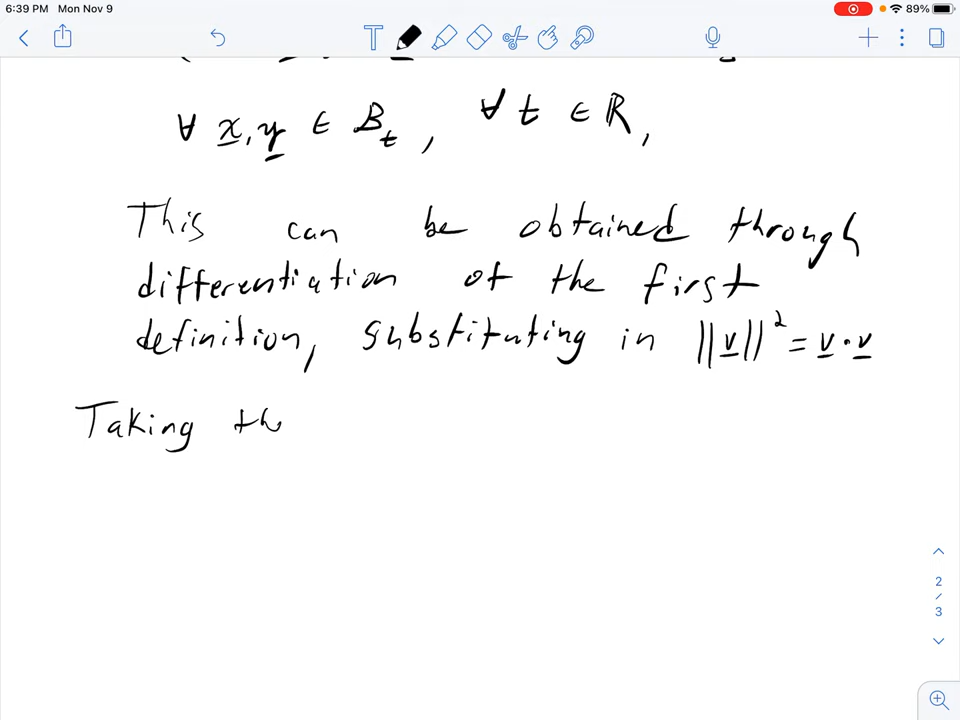 6:39 PM Mon Nov 9
89%
T
∀ x, y ∈ B_t, ∀ t ∈ ℝ,
This can be obtained through
differentiation of the first
definition, substituting in ||v||² = v · v
Taking th
2
/
3